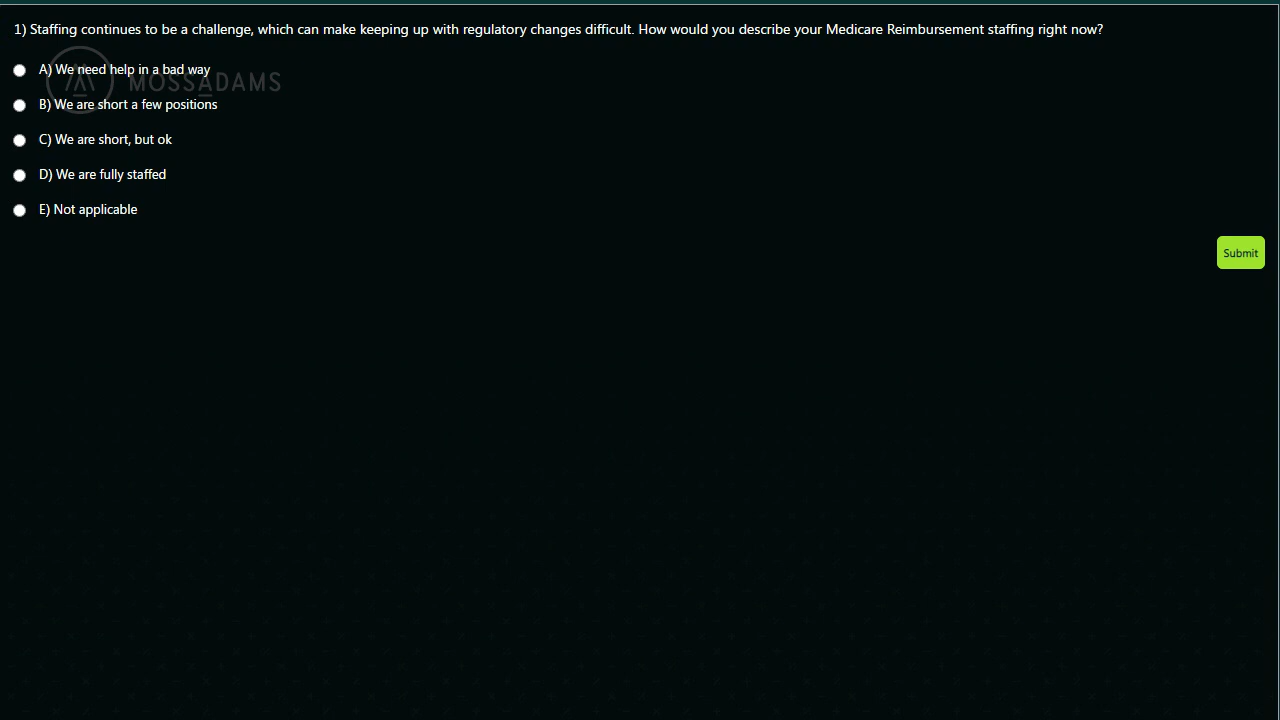 1) Staffing continues to be a challenge, which can make keeping up with regulatory changes difficult. How would you describe your Medicare Reimbursement staffing right now?
A) We need help in a bad way
MOSSADAMS
B) We are short a few positions
C) We are short, but ok
D) We are fully staffed
E) Not applicable
Submit